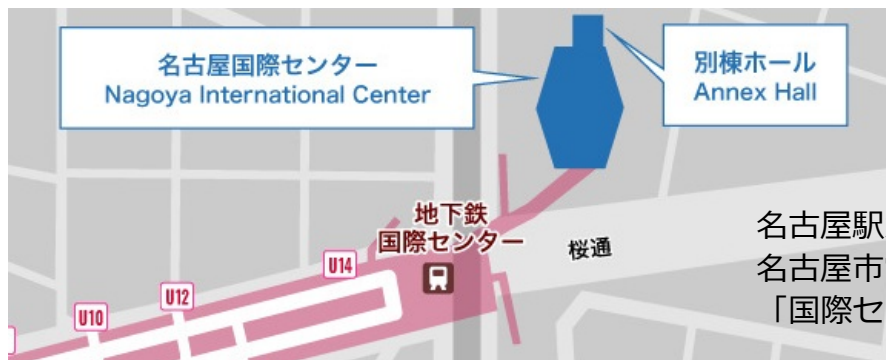 名古屋国際センター
Nagoya International Center
別棟ホール
Annex Hall
地下鉄
国際センター
桜通
U14
U12
U10
名古屋駅
名古屋市
「国際セ